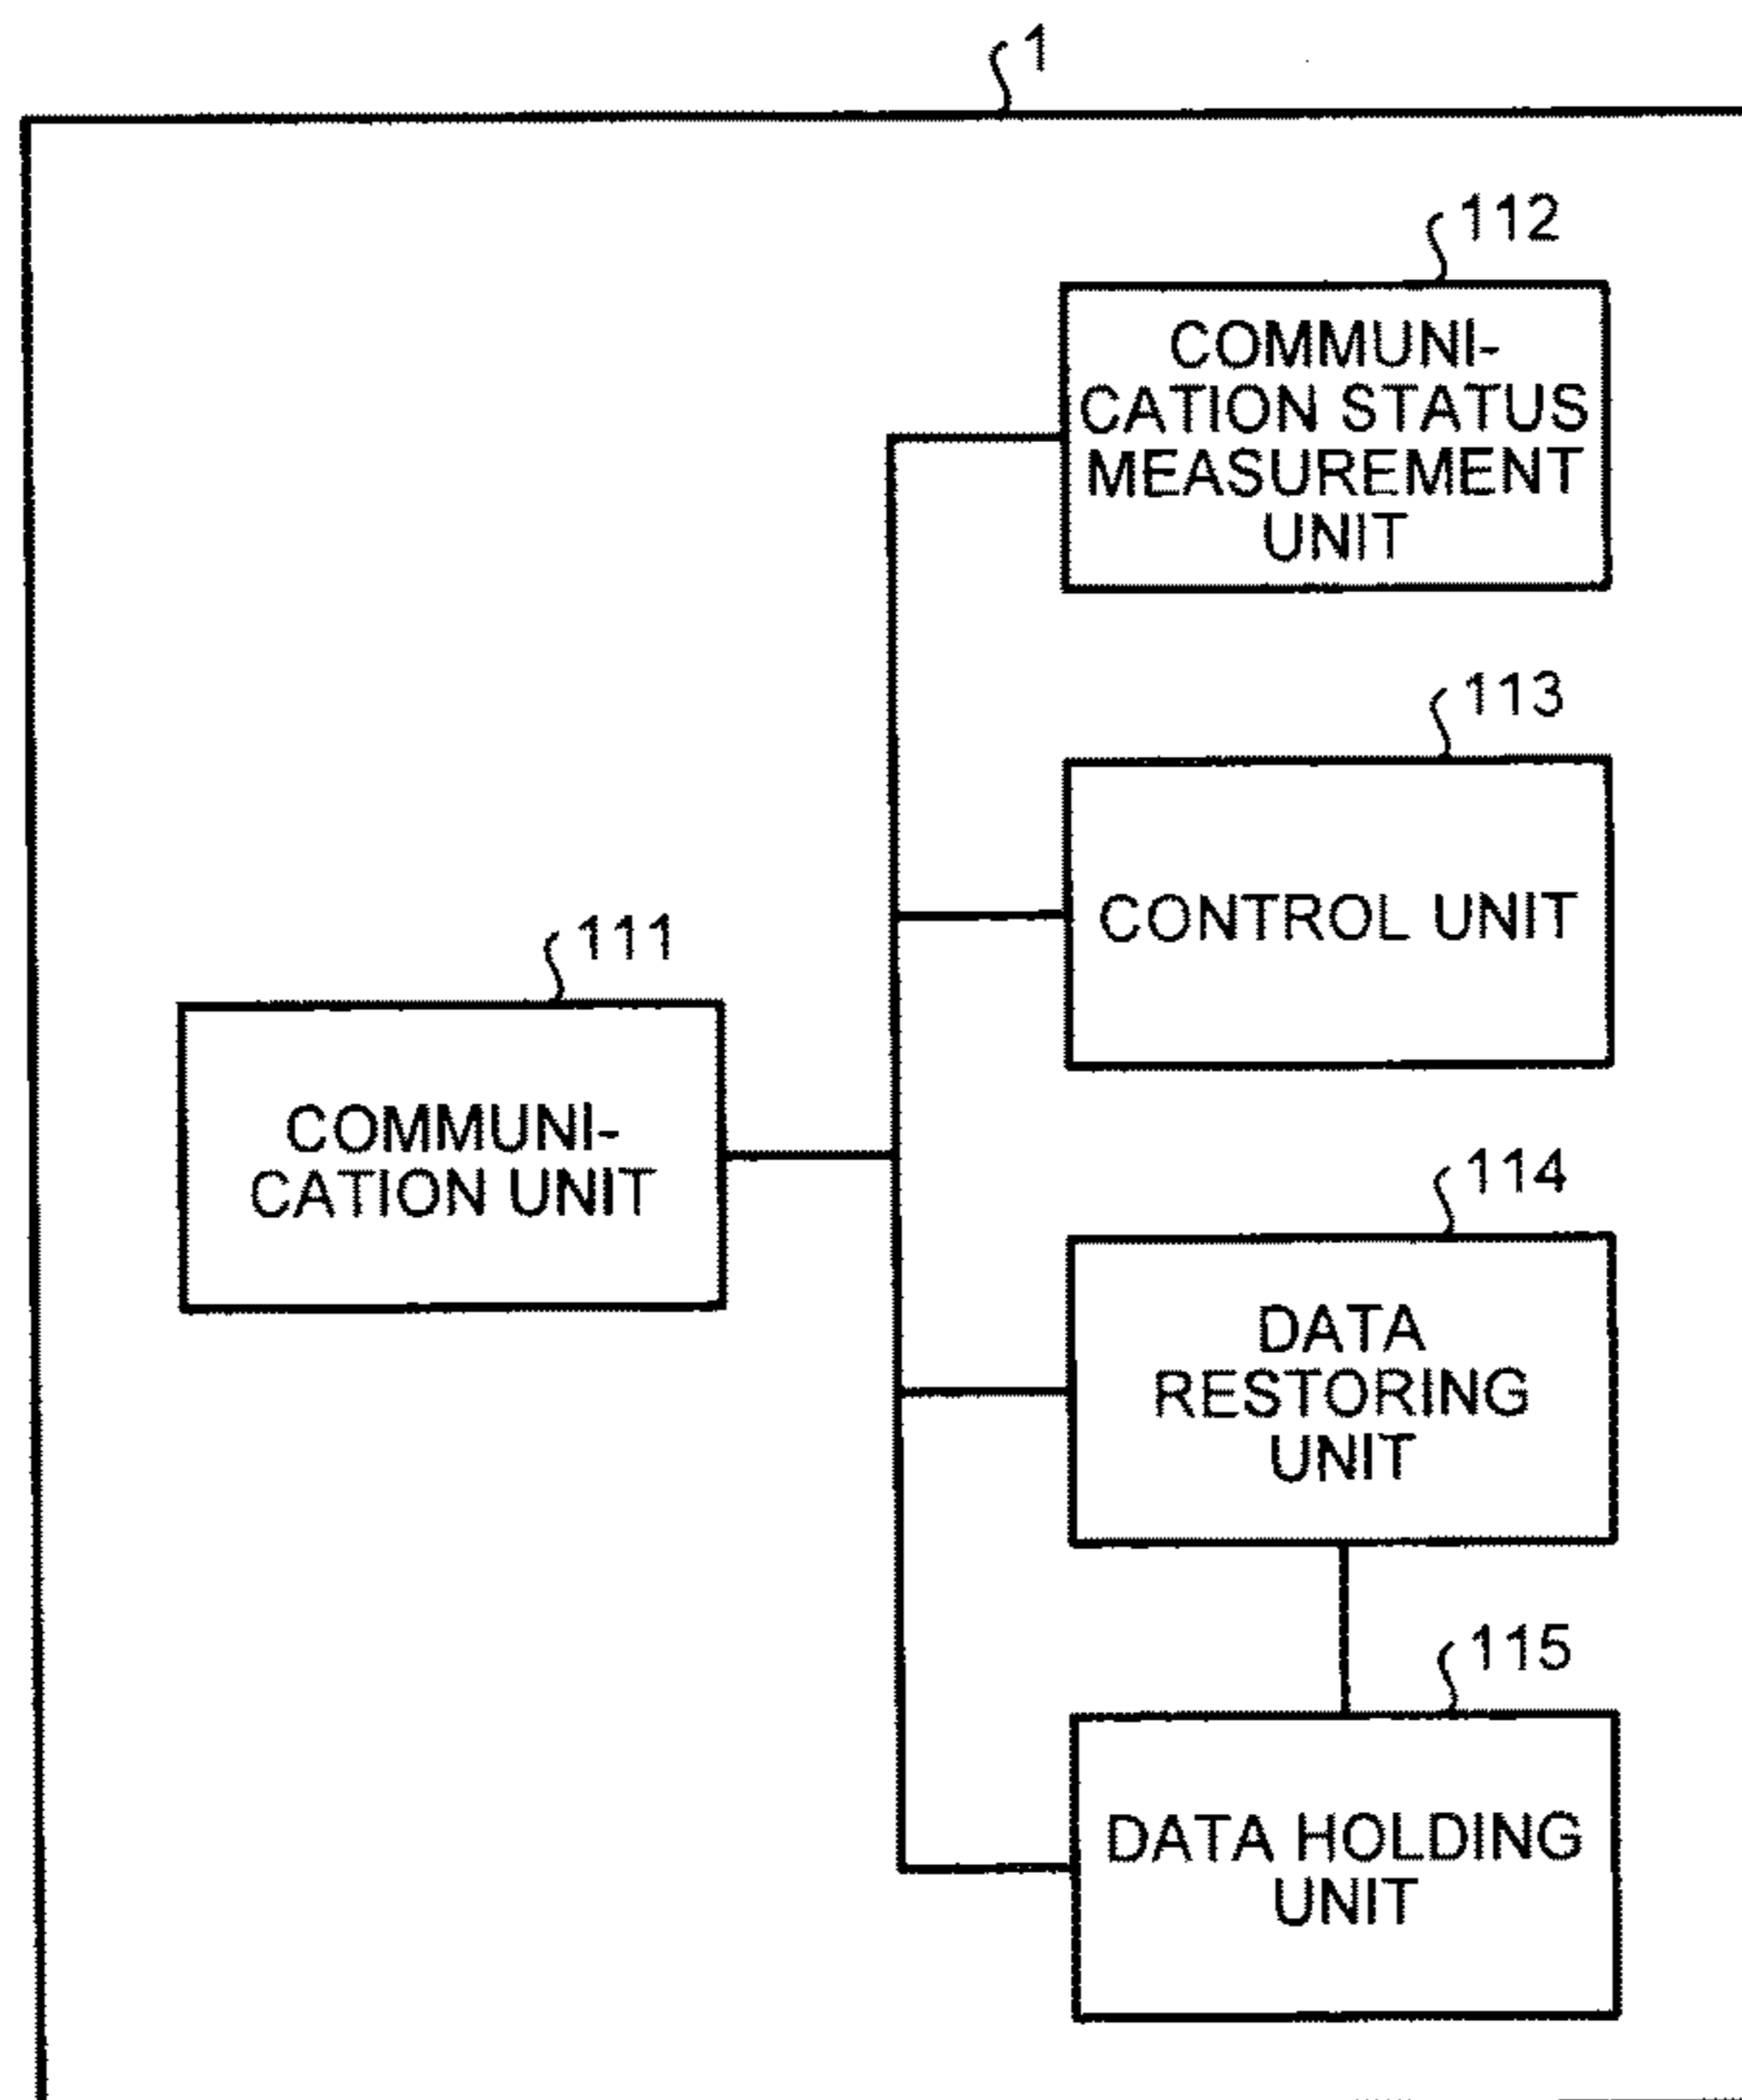 1
112
COMMUNI-
CATION STATUS
MEASUREMENT
UNIT
113
CONTROL UNIT
111
COMMUNI-
CATION UNIT
114
DATA
RESTORING
UNIT
115
DATA HOLDING
UNIT